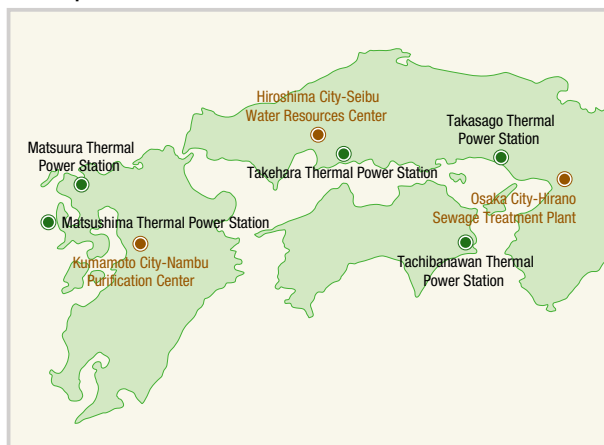 Hiroshima City-Seibu
Water Resources Center
Takasago Thermal
Power Station
Matsuura Thermal
Power Station
Takehara Thermal Power Station
Osaka City-Hirano
Sewage Treatment Plant
Matsushima Thermal Power Station
Kumamoto City-Nambu
Purification Center
Tachibanawan Thermal
Power Station